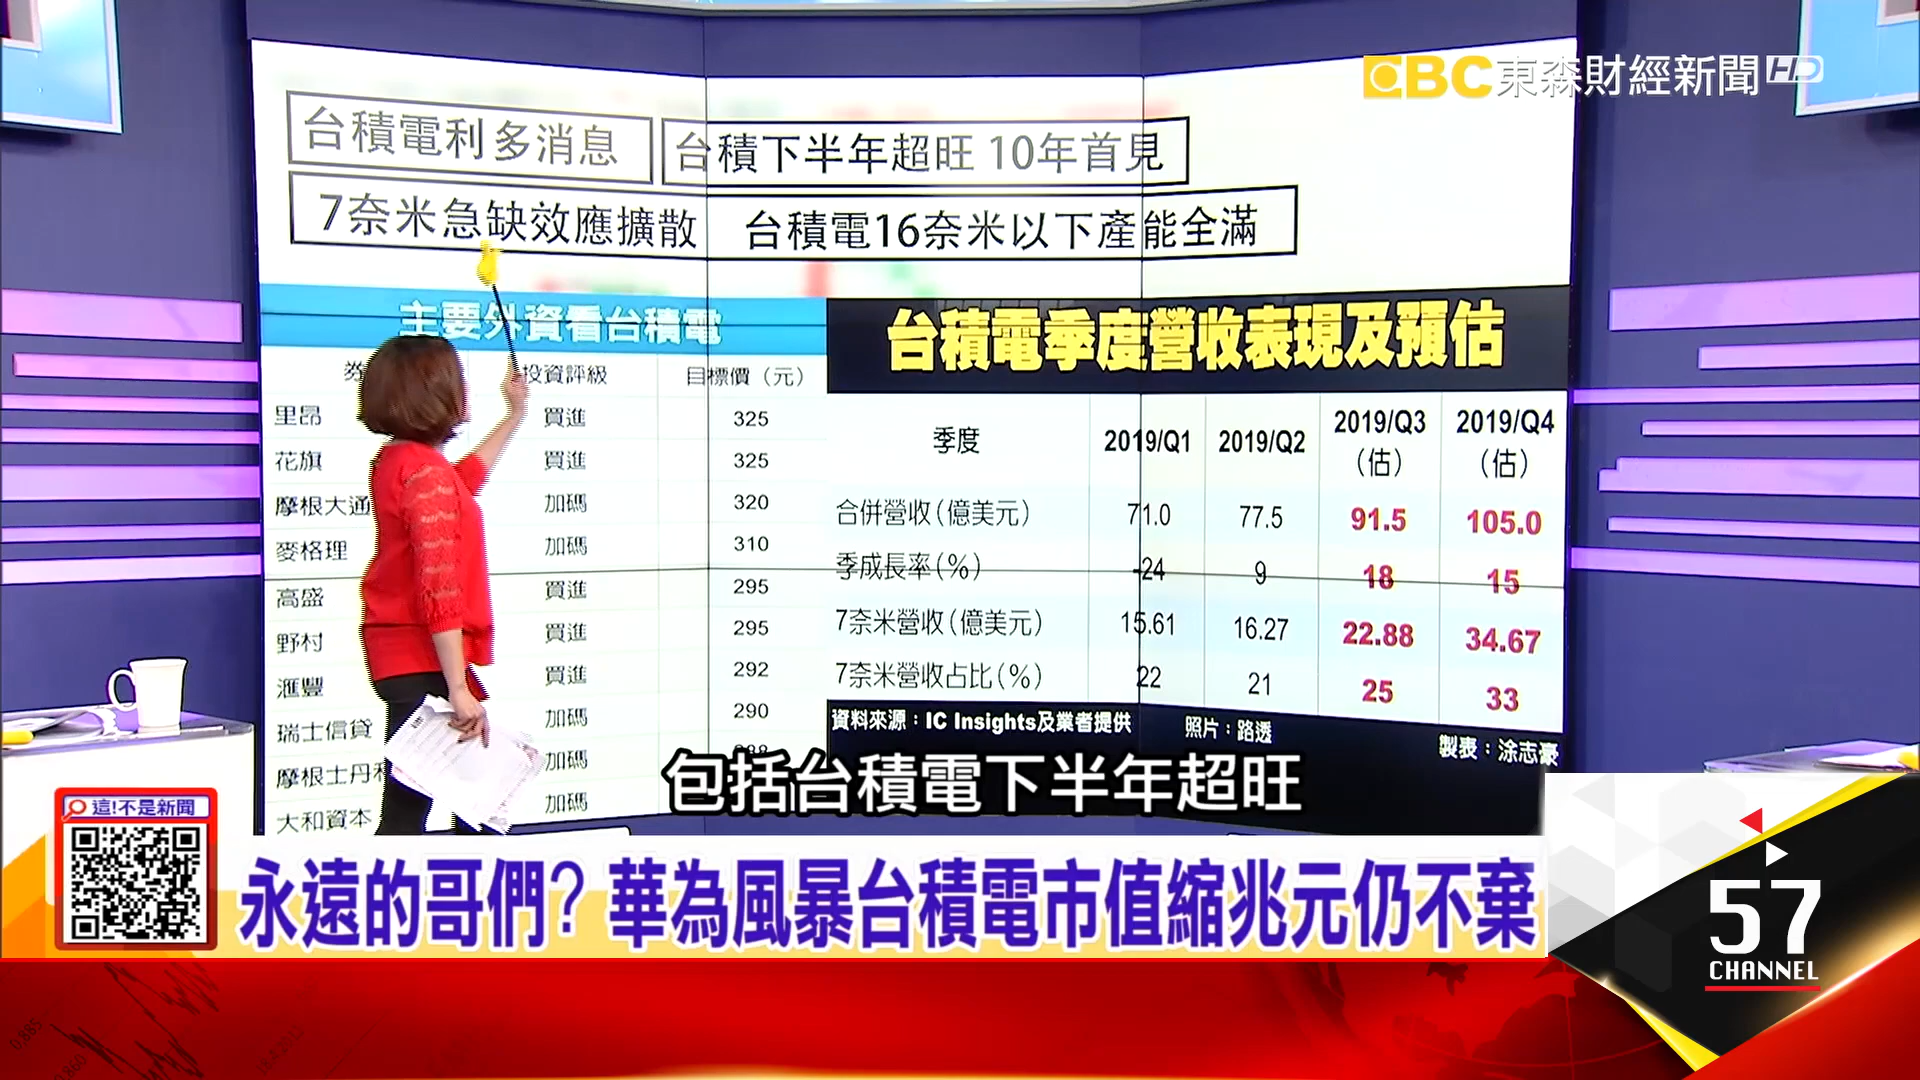 EBC東森財經新聞HD
台積電利多消息
台積下半年超旺 10年首見
7奈米急缺效應擴散
台積電16奈米以下產能全滿
主要外資看台積電
投資評級 目標價（元）
里昂 買進 325
花旗 買進 325
摩根大通 加碼 320
麥格理 加碼 310
高盛 買進 295
野村 買進 295
滙豐 買進 292
瑞士信貸 加碼 290
摩根士丹利 加碼
大和資本 加碼
台積電季度營收表現及預估
季度 2019/Q1 2019/Q2 2019/Q3（估） 2019/Q4（估）
合併營收（億美元） 71.0 77.5 91.5 105.0
季成長率（%） -24 9 18 15
7奈米營收（億美元） 15.61 16.27 22.88 34.67
7奈米營收占比（%） 22 21 25 33
資料來源：IC Insights及業者提供 照片：路透
製表：涂志豪
包括台積電下半年超旺
這!不是新聞
永遠的哥們？華為風暴台積電市值縮兆元仍不棄
57
CHANNEL
0.885
0.860